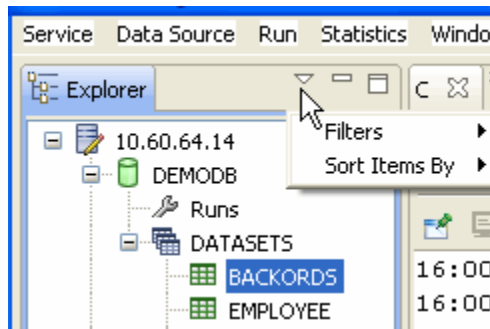 Service Data Source Run Statistics Windo
Explorer
C
Filters
Sort Items By
10.60.64.14
DEMODB
Runs
DATASETS
BACKORDS
EMPLOYEE
16:00
16:00